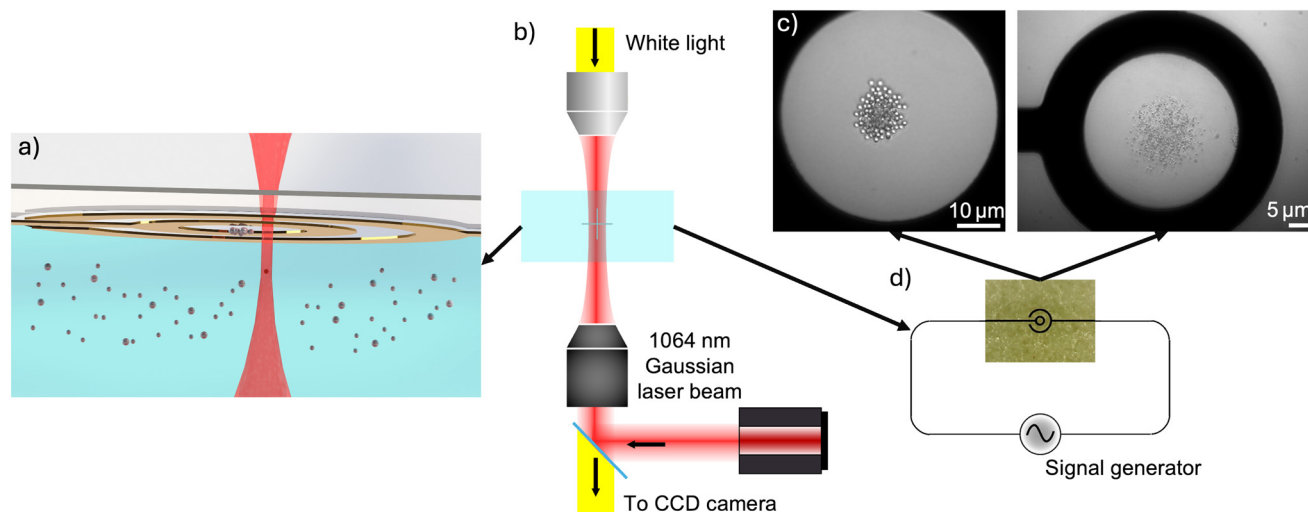 a)
b)
White light
1064 nm
Gaussian
laser beam
To CCD camera
c)
10 μm
5 μm
d)
Signal generator